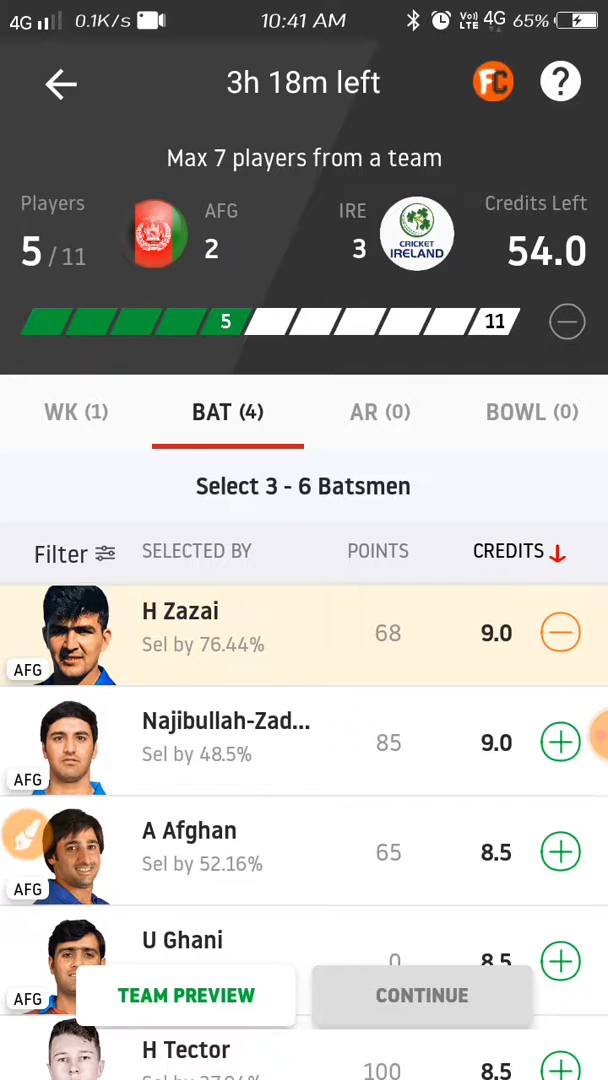 4G 0.1K/s 10:41 AM Vo) LTE 4G 65%
3h 18m left FC ?
Max 7 players from a team
Players AFG IRE Credits Left
5 / 11 2 3 CRICKET IRELAND 54.0
5 11
WK (1) BAT (4) AR (0) BOWL (0)
Select 3 - 6 Batsmen
Filter SELECTED BY POINTS CREDITS
H Zazai
Sel by 76.44% 68 9.0
AFG
Najibullah-Zad...
Sel by 48.5% 85 9.0
AFG
A Afghan
Sel by 52.16% 65 8.5
AFG
U Ghani
0 8.5
AFG
TEAM PREVIEW CONTINUE
H Tector
100 8.5